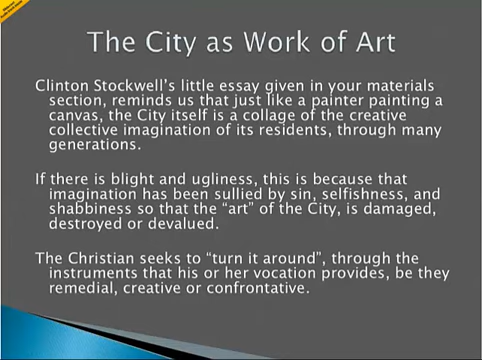 The City as Work of Art
Clinton Stockwell's little essay given in your materials
section, reminds us that just like a painter painting a
canvas, the City itself is a collage of the creative
collective imagination of its residents, through many
generations.
If there is blight and ugliness, this is because that
imagination has been sullied by sin, selfishness, and
shabbiness so that the "art" of the City, is damaged,
destroyed or devalued.
The Christian seeks to "turn it around", through the
instruments that his or her vocation provides, be they
remedial, creative or confrontative.